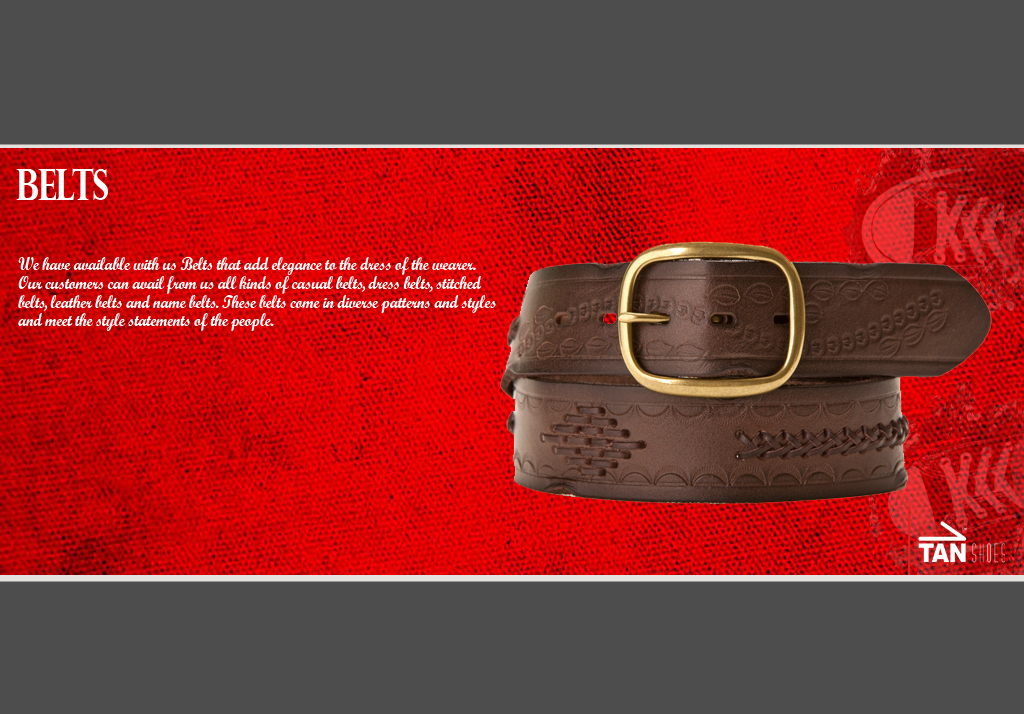 BELTS
We have available with us Belts that add elegance to the dress of the wearer.
Our customers can avail from us all kinds of casual belts, dress belts, stitched
belts, leather belts and name belts. These belts come in diverse patterns and styles
and meet the style statements of the people.
TAN SHOES